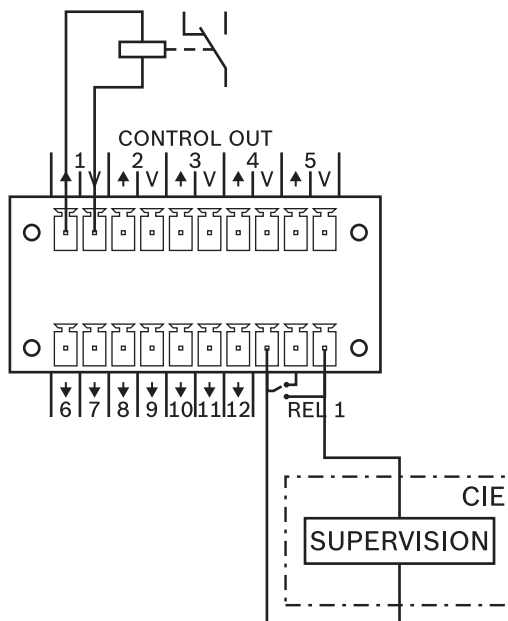 CONTROL OUT
1 2 3 4 5
V V V V V
6 7 8 9 10 11 12 REL 1
CIE
SUPERVISION